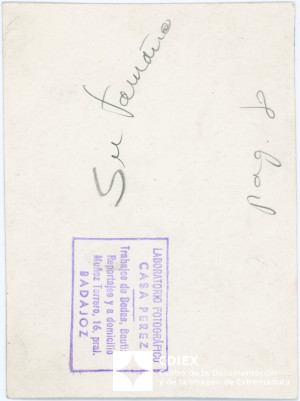 Su tamaño
pag. 8
LABORATORIO FOTOGRÁFICO
CASA PEREZ
Trabajos de Bodas, Bauti
Reportajes y a domicilio
Muñoz Torrero, 16, pral.
BADAJOZ
CDIEX
Centro de la Documentación
y de la Imagen de Extremadura